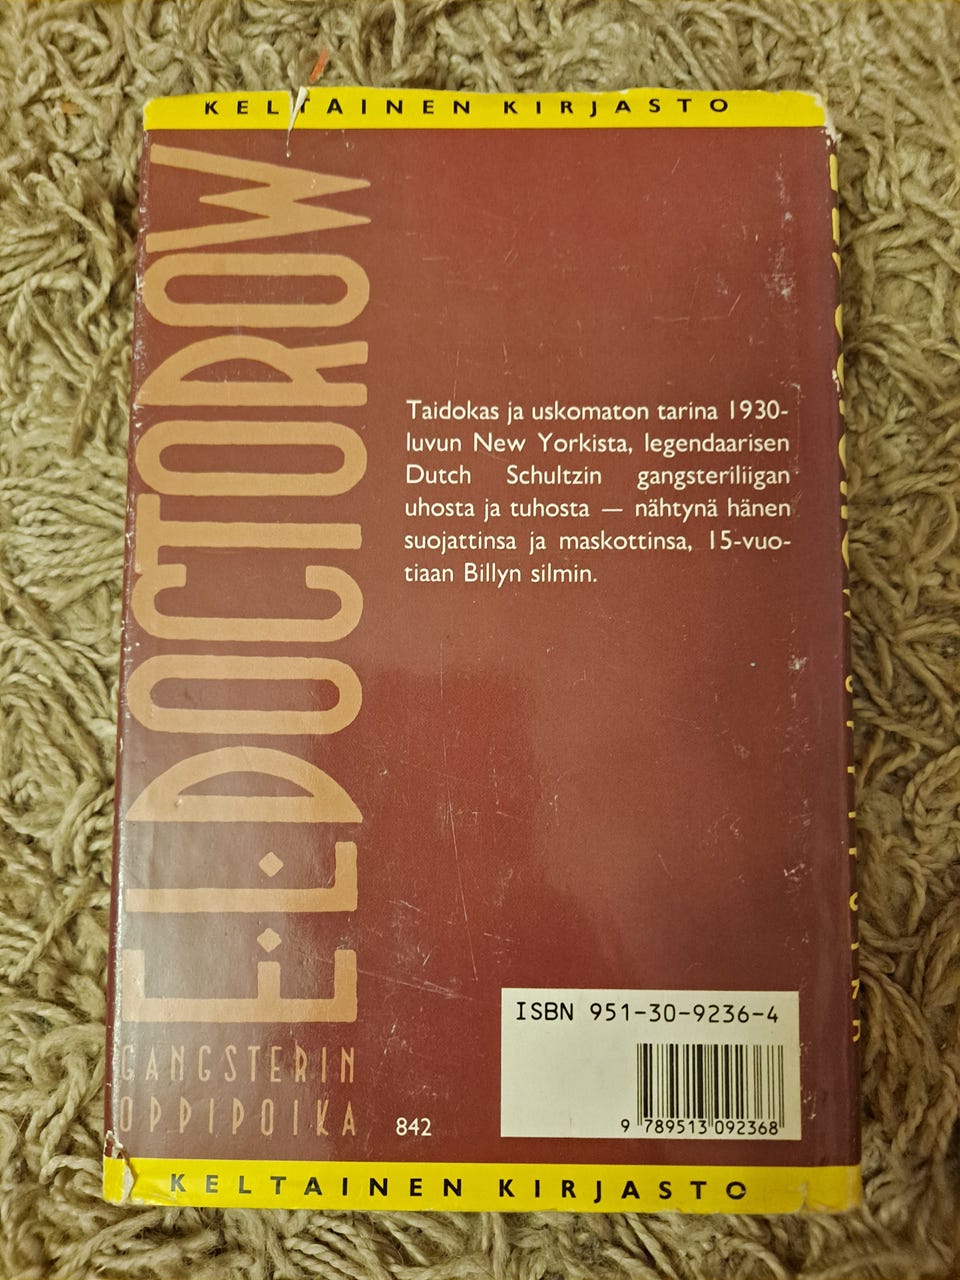 KELTAINEN KIRJASTO
E.L. DOCTOROW
GANGSTERIN
OPPIPOIKA
Taidokas ja uskomaton tarina 1930-
luvun New Yorkista, legendaarisen
Dutch Schultzin gangsteriliigan
uhosta ja tuhosta — nähtynä hänen
suojattinsa ja maskottinsa, 15-vuo-
tiaan Billyn silmin.
842
ISBN 951-30-9236-4
9 789513 092368
KELTAINEN KIRJASTO